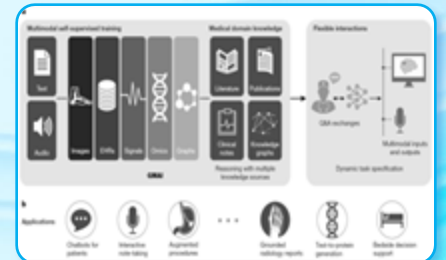 a
Multimodal self-supervised training
Medical domain knowledge
Flexible interactions
Text
Audio
Images
EHRs
Signals
Omics
Graphs
Literature
Publications
Clinical
notes
Knowledge
graphs
Reasoning with multiple
knowledge sources
GMAI
Q&A exchanges
Multimodal inputs
and outputs
Dynamic task specification
b
Applications
Chatbots for
patients
Interactive
note-taking
Augmented
procedures
Grounded
radiology reports
Text-to-protein
generation
Bedside decision
support